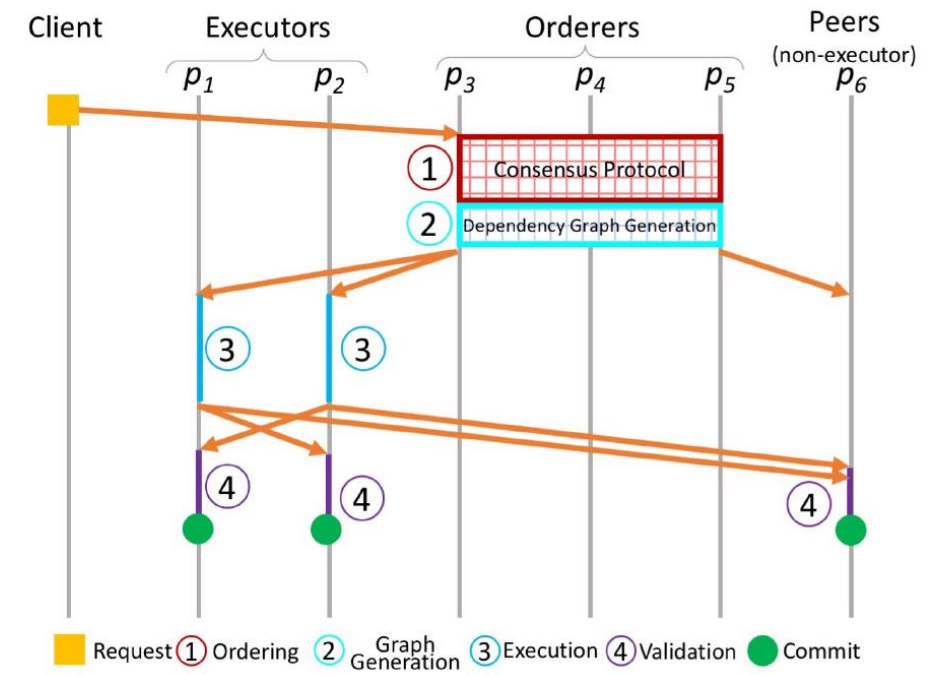 Client
Executors
Orderers
Peers
(non-executor)
p1
p2
p3
p4
p5
p6
1
Consensus Protocol
2
Dependency Graph Generation
3
3
4
4
4
Request
1 Ordering
2 Graph
Generation
3 Execution
4 Validation
Commit